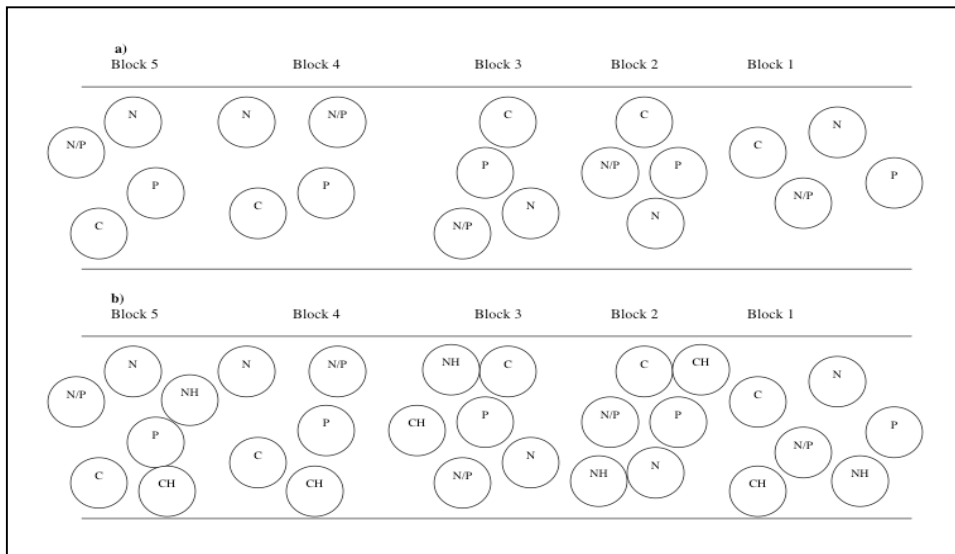 a)
Block 5 Block 4 Block 3 Block 2 Block 1
N N N/P C C N
N/P C
P N/P P P
C P
N/P
C N/P N N
b)
Block 5 Block 4 Block 3 Block 2 Block 1
N N N/P NH C C CH N
N/P NH C
P P CH P N/P P P
C C N/P N NH N N/P
CH CH CH NH